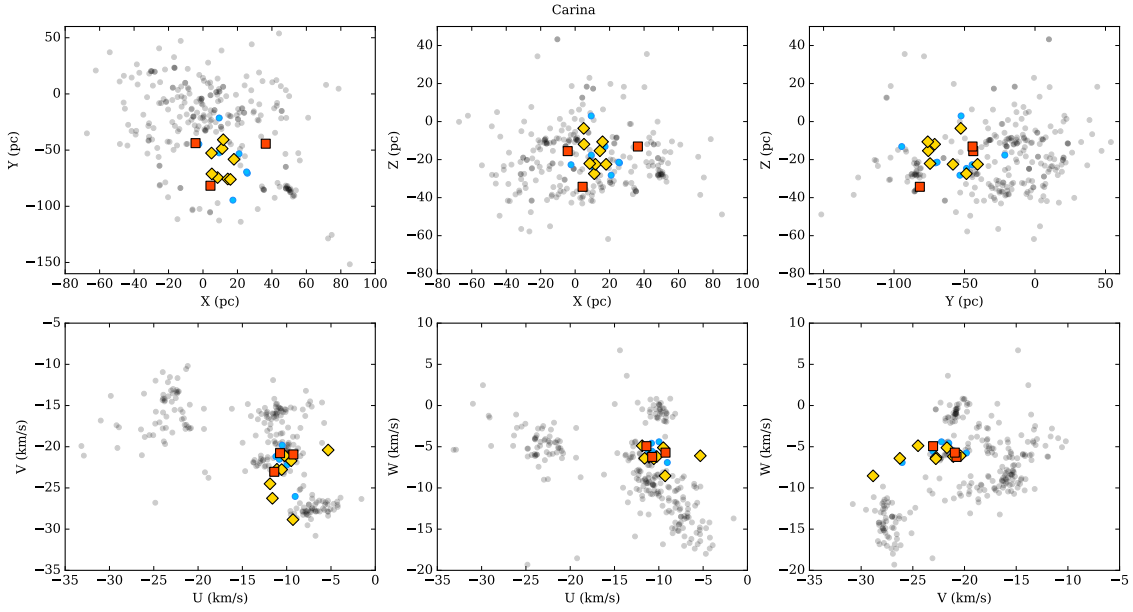 Carina
60 40 20 0 −20 −40 −60 −80
50 0 −50 −100 −150
Y (pc)
−80 −60 −40 −20 0 20 40 60 80 100
X (pc)
Z (pc)
−80 −60 −40 −20 0 20 40 60 80 100
X (pc)
60 40 20 0 −20 −40 −60 −80
Z (pc)
−150 −100 −50 0 50
Y (pc)
−5 −10 −15 −20 −25 −30 −35
V (km/s)
−35 −30 −25 −20 −15 −10 −5 0
U (km/s)
10 5 0 −5 −10 −15 −20
W (km/s)
−35 −30 −25 −20 −15 −10 −5 0
U (km/s)
10 5 0 −5 −10 −15 −20
W (km/s)
−30 −25 −20 −15 −10 −5
V (km/s)